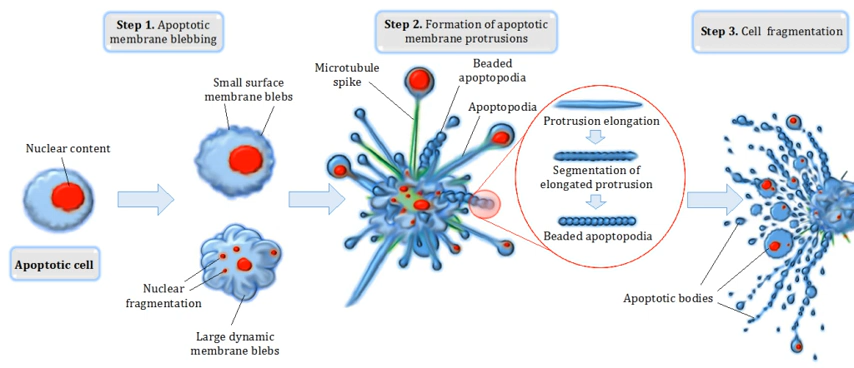 Step 1. Apoptotic
membrane blebbing
Step 2. Formation of apoptotic
membrane protrusions
Step 3. Cell fragmentation
Nuclear content
Apoptotic cell
Small surface
membrane blebs
Nuclear
fragmentation
Large dynamic
membrane blebs
Microtubule
spike
Beaded
apoptopodia
Apoptopodia
Protrusion elongation
Segmentation of
elongated protrusion
Beaded apoptopodia
Apoptotic bodies